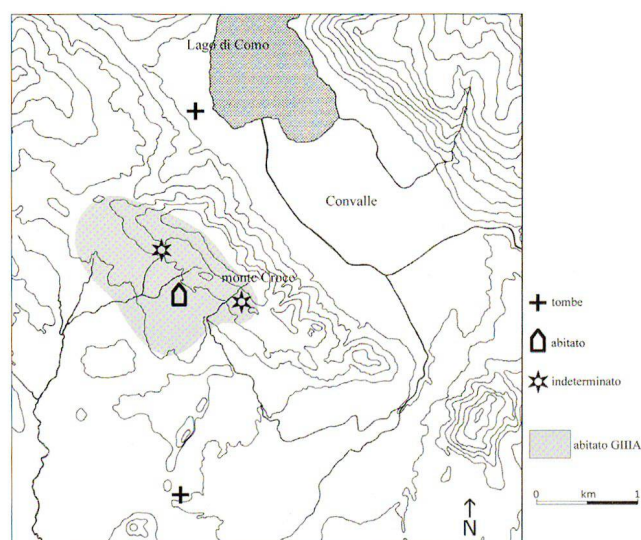 Lago di Como
Convalle
monte Croce
tombe
abitato
indeterminato
abitato GIIIA
0 km 1
N